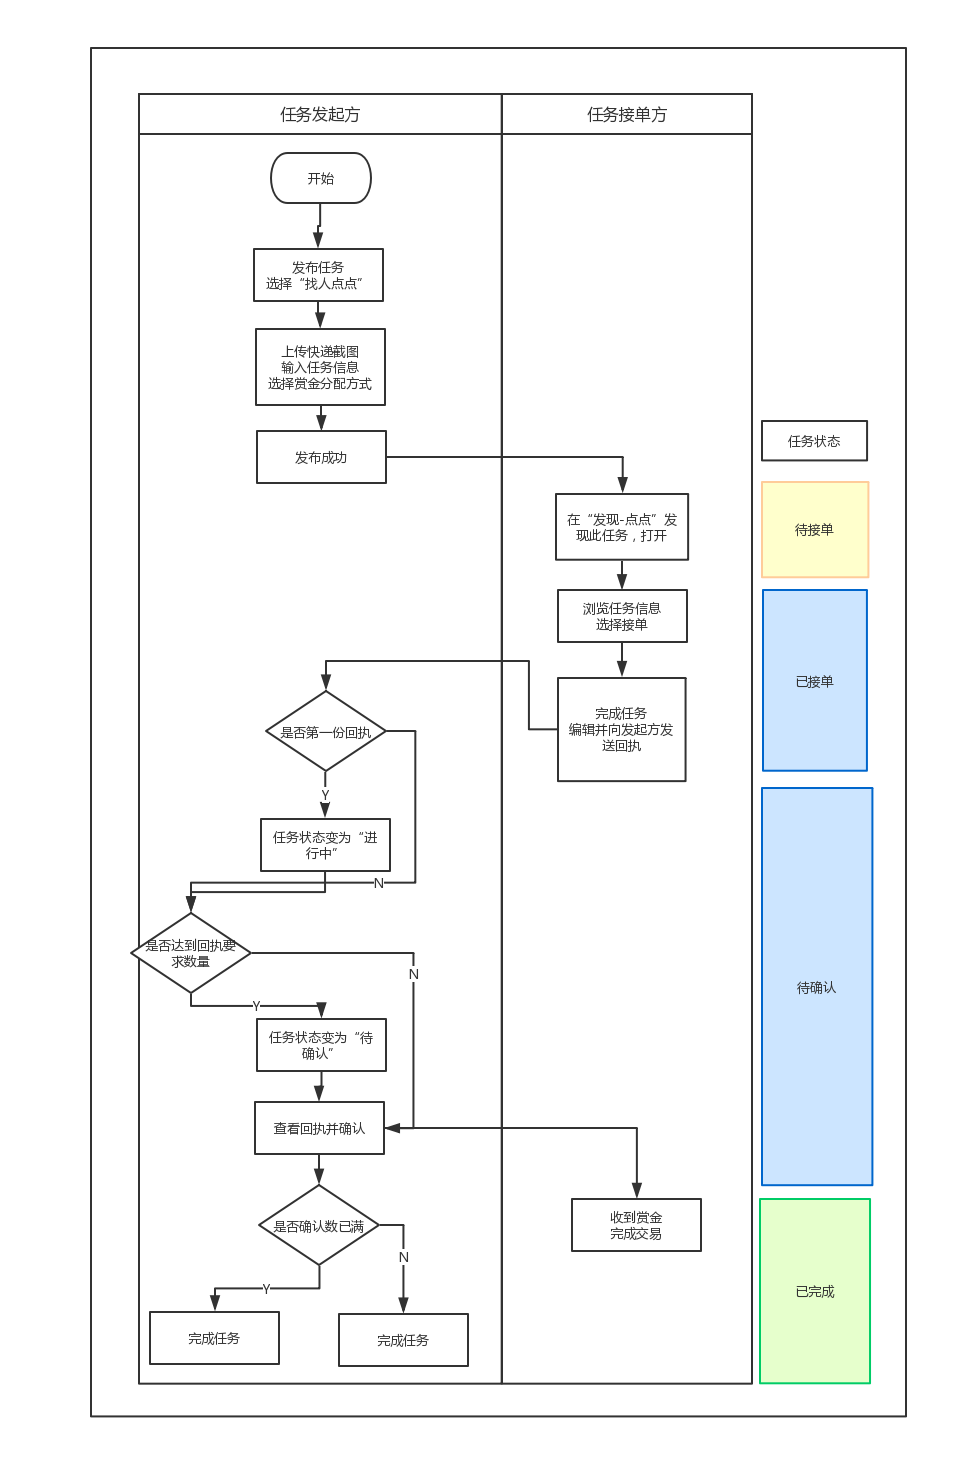 任务发起方
任务接单方
开始
发布任务
选择“找人点点”
上传快递截图
输入任务信息
选择赏金分配方式
发布成功
任务状态
在“发现-点点”发
现此任务，打开
待接单
浏览任务信息
选择接单
已接单
完成任务
编辑并向发起方发
送回执
是否第一份回执
Y
任务状态变为“进
行中”
N
是否达到回执要
求数量
N
Y
待确认
任务状态变为“待
确认”
查看回执并确认
收到赏金
完成交易
是否确认数已满
N
Y
已完成
完成任务
完成任务